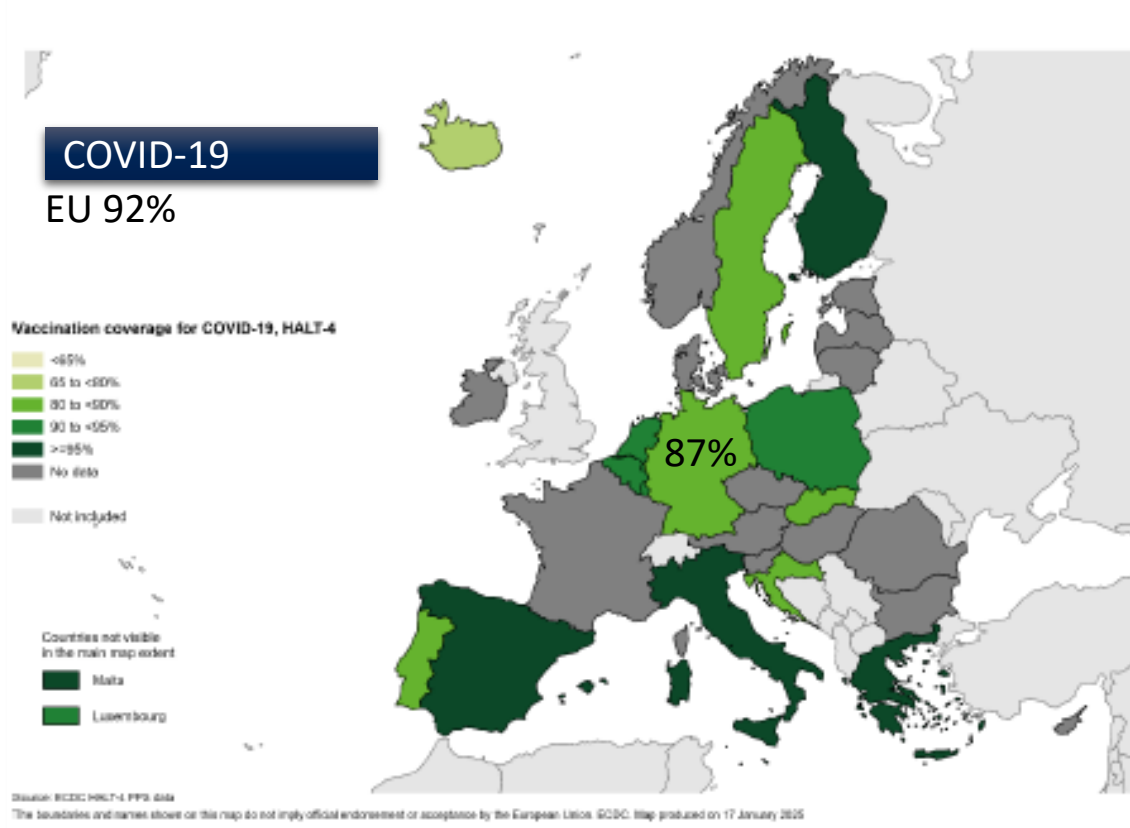 COVID-19
EU 92%
Vaccination coverage for COVID-19, HALT-4
<65%
65 to <80%
80 to <90%
90 to <95%
>=95%
No data
Not included
87%
Countries not visible
in the main map extent
Malta
Luxembourg
Source: ECDC HALT-4 PPS data
The boundaries and names shown on this map do not imply official endorsement or acceptance by the European Union. ECDC. Map produced on 17 January 2025